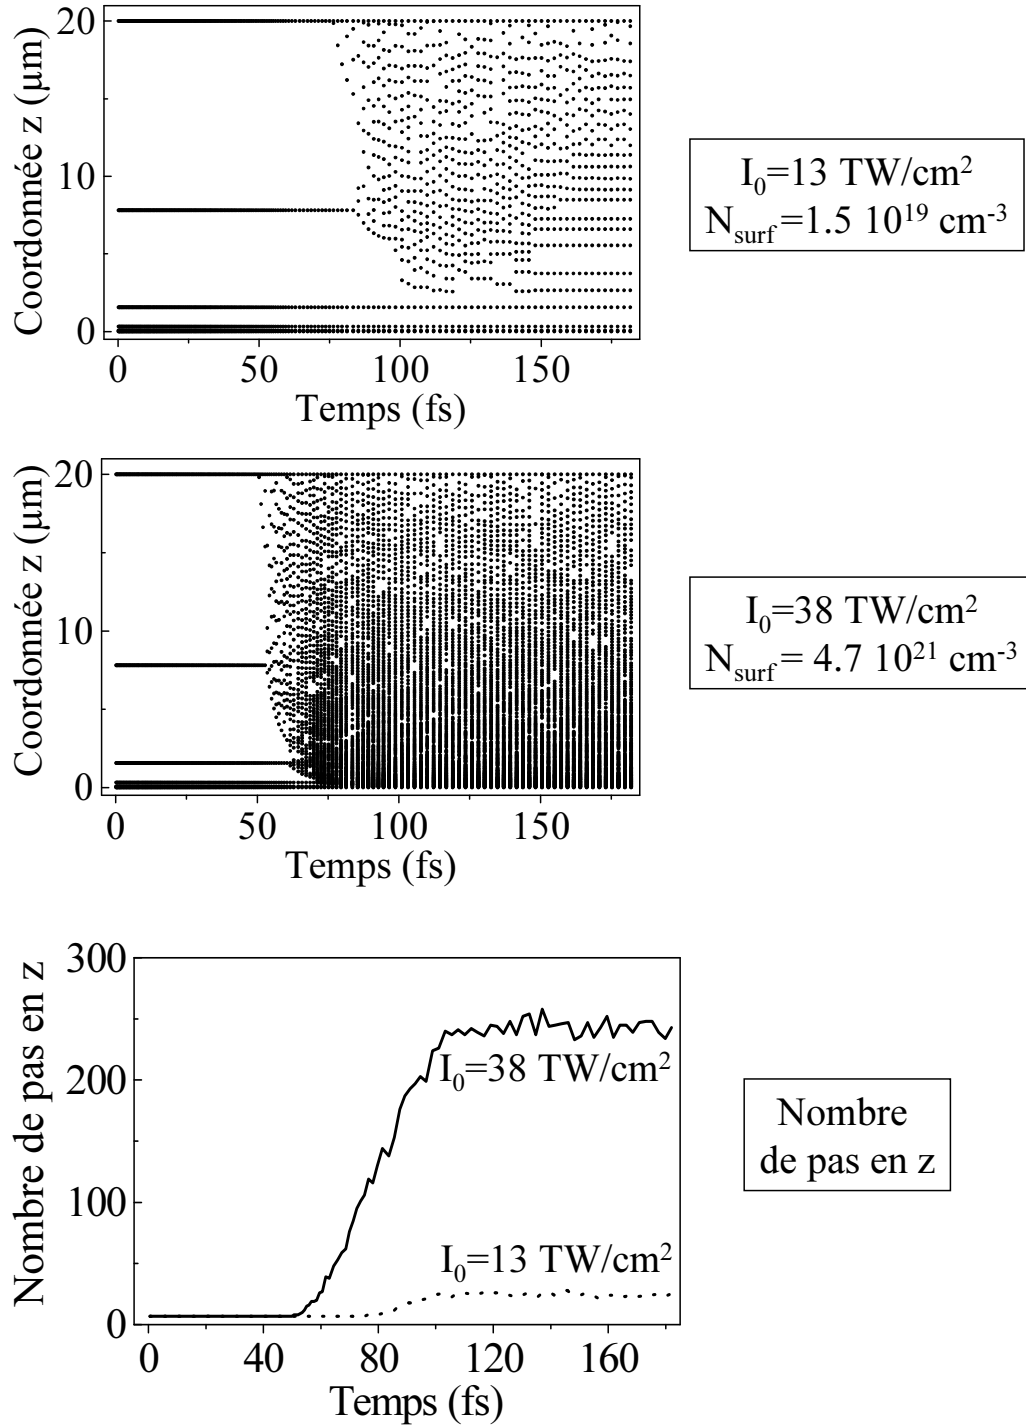 20
10
0
Coordonnée z (µm)
0
50
100
150
Temps (fs)
I₀=13 TW/cm²
N_surf=1.5 10¹⁹ cm⁻³
20
10
0
Coordonnée z (µm)
0
50
100
150
Temps (fs)
I₀=38 TW/cm²
N_surf= 4.7 10²¹ cm⁻³
300
200
100
0
Nombre de pas en z
I₀=38 TW/cm²
I₀=13 TW/cm²
0
40
80
120
160
Temps (fs)
Nombre
de pas en z